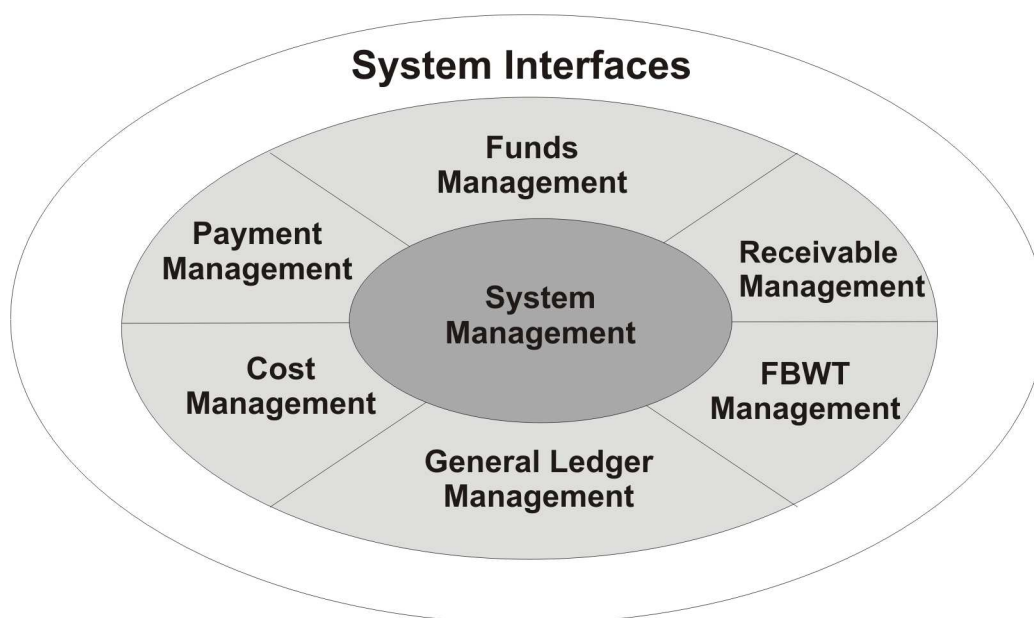 System Interfaces
Funds
Management
Payment
Management
Receivable
Management
System
Management
Cost
Management
FBWT
Management
General Ledger
Management